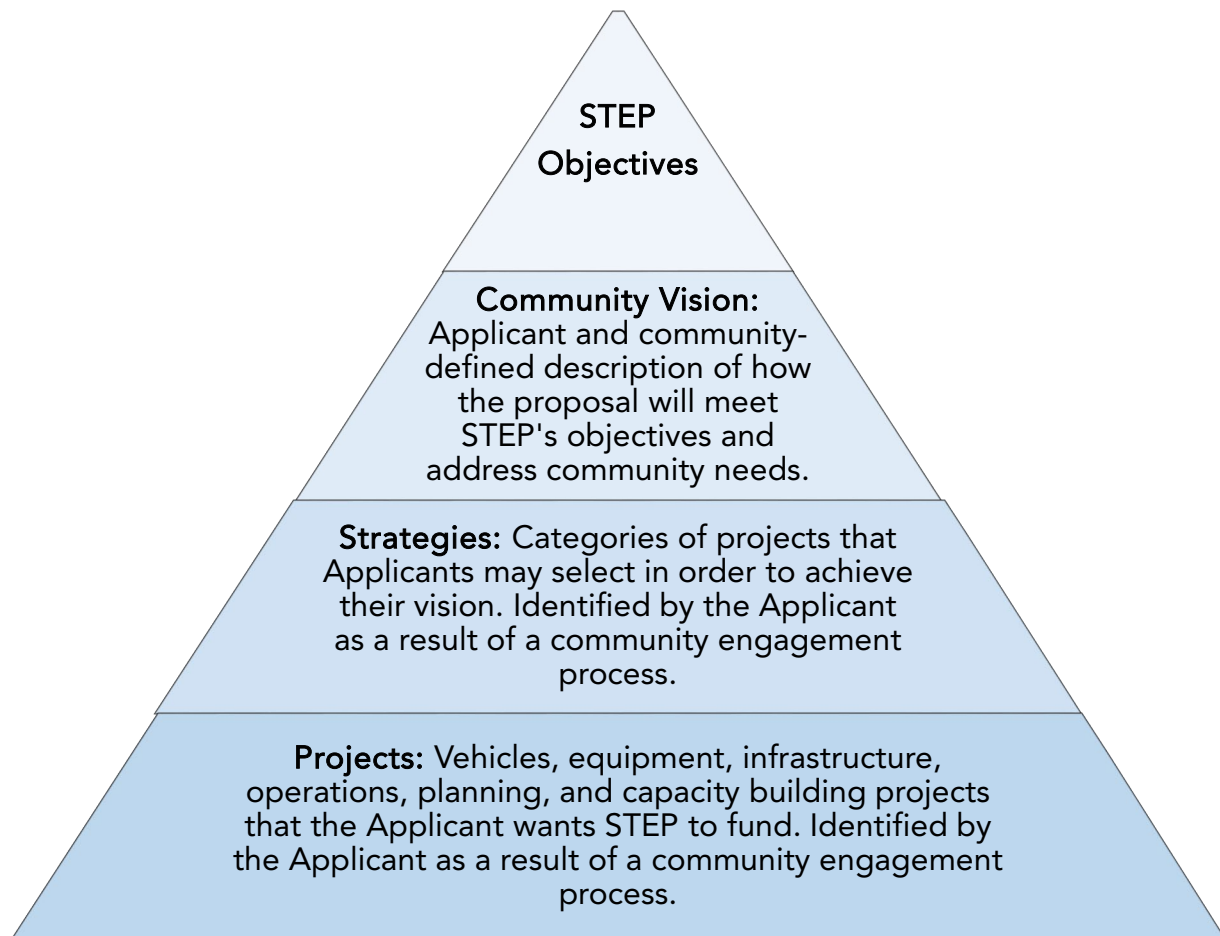 STEP
Objectives
Community Vision:
Applicant and community-
defined description of how
the proposal will meet
STEP's objectives and
address community needs.
Strategies: Categories of projects that
Applicants may select in order to achieve
their vision. Identified by the Applicant
as a result of a community engagement
process.
Projects: Vehicles, equipment, infrastructure,
operations, planning, and capacity building projects
that the Applicant wants STEP to fund. Identified by
the Applicant as a result of a community engagement
process.